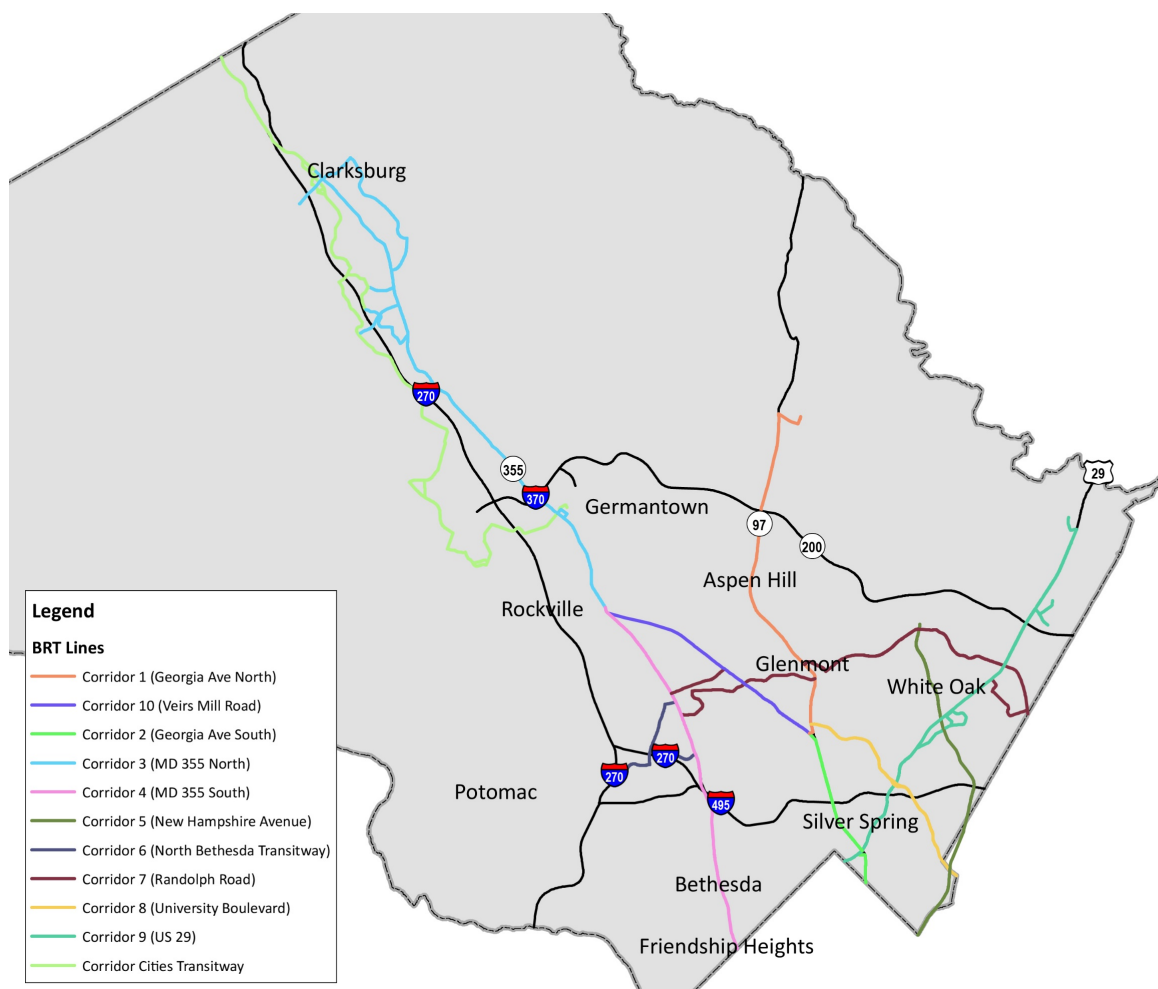 Clarksburg
270
355
370
29
Germantown
97
200
Aspen Hill
Rockville
Glenmont
White Oak
270
270
Potomac
495
Silver Spring
Bethesda
Friendship Heights
Legend
BRT Lines
Corridor 1 (Georgia Ave North)
Corridor 10 (Veirs Mill Road)
Corridor 2 (Georgia Ave South)
Corridor 3 (MD 355 North)
Corridor 4 (MD 355 South)
Corridor 5 (New Hampshire Avenue)
Corridor 6 (North Bethesda Transitway)
Corridor 7 (Randolph Road)
Corridor 8 (University Boulevard)
Corridor 9 (US 29)
Corridor Cities Transitway